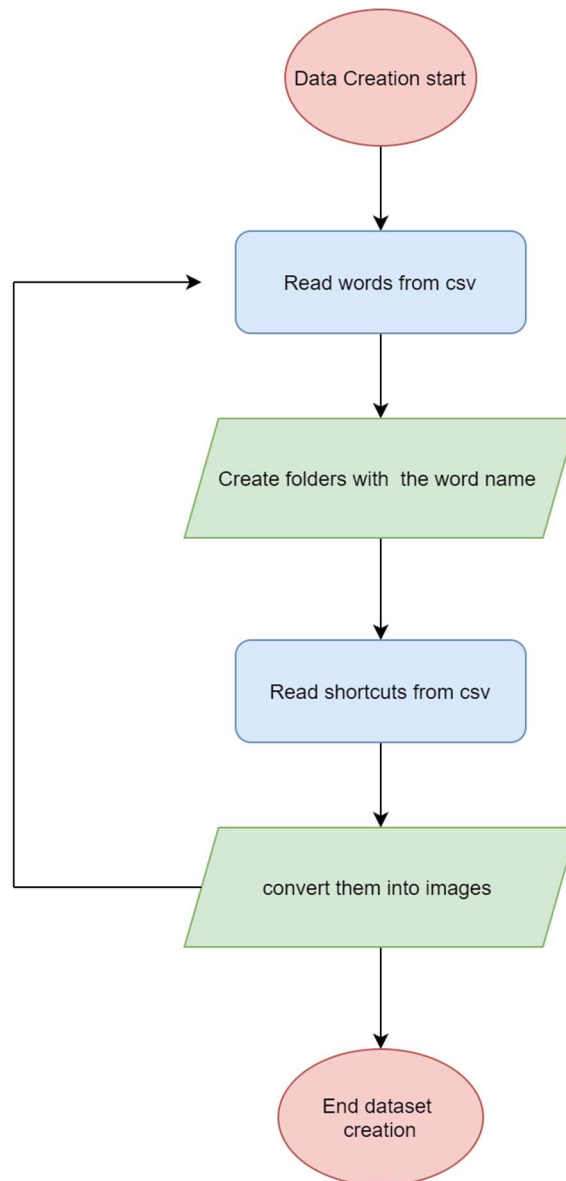 Data Creation start
Read words from csv
Create folders with  the word name
Read shortcuts from csv
convert them into images
End dataset
creation